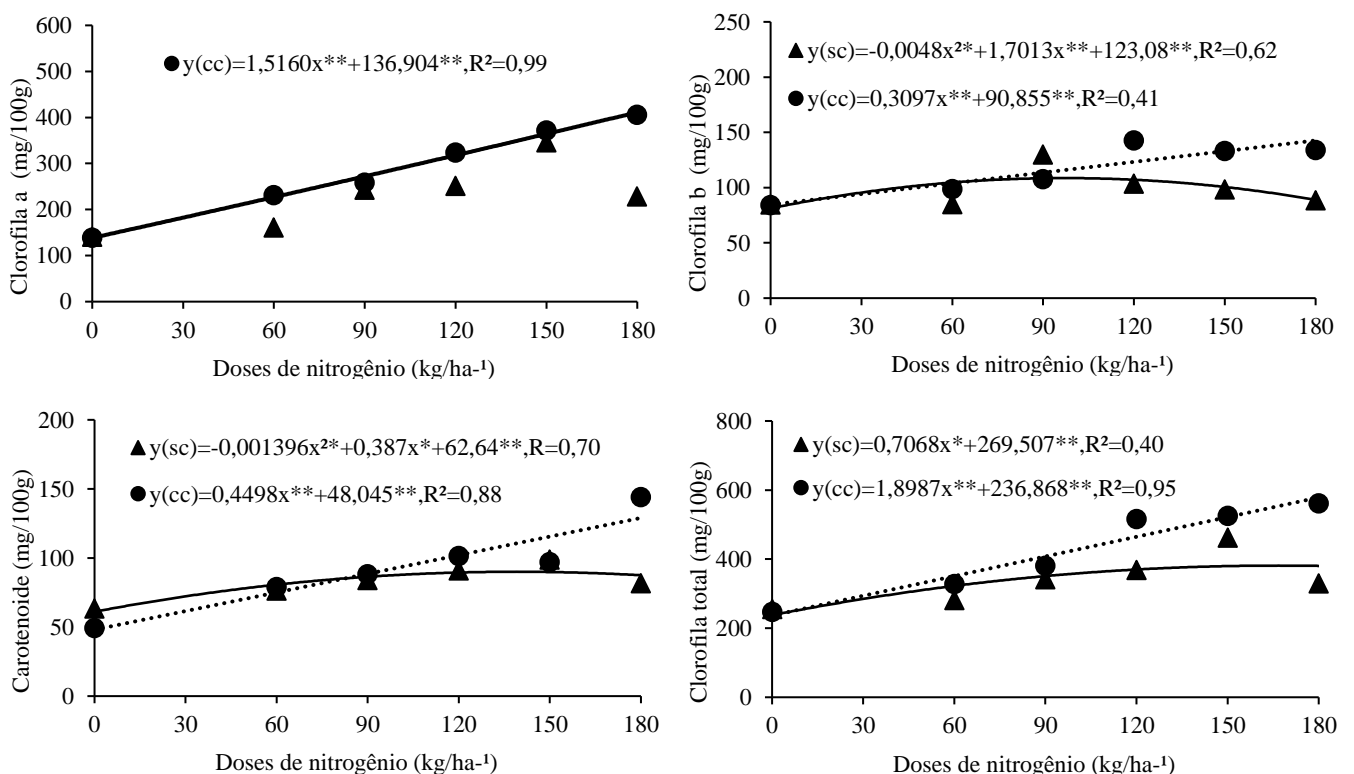 600
500
400
300
200
100
0
Clorofila a (mg/100g)
y(cc)=1,5160x**+136,904**,R²=0,99
0 30 60 90 120 150 180
Doses de nitrogênio (kg/ha-¹)
250
200
150
100
50
0
Clorofila b (mg/100g)
y(sc)=-0,0048x²*+1,7013x**+123,08**,R²=0,62
y(cc)=0,3097x**+90,855**,R²=0,41
0 30 60 90 120 150 180
Doses de nitrogênio (kg/ha-¹)
200
150
100
50
0
Carotenoide (mg/100g)
y(sc)=-0,001396x²*+0,387x*+62,64**,R=0,70
y(cc)=0,4498x**+48,045**,R²=0,88
0 30 60 90 120 150 180
Doses de nitrogênio (kg/ha-¹)
800
600
400
200
0
Clorofila total (mg/100g)
y(sc)=0,7068x*+269,507**,R²=0,40
y(cc)=1,8987x**+236,868**,R²=0,95
0 30 60 90 120 150 180
Doses de nitrogênio (kg/ha-¹)